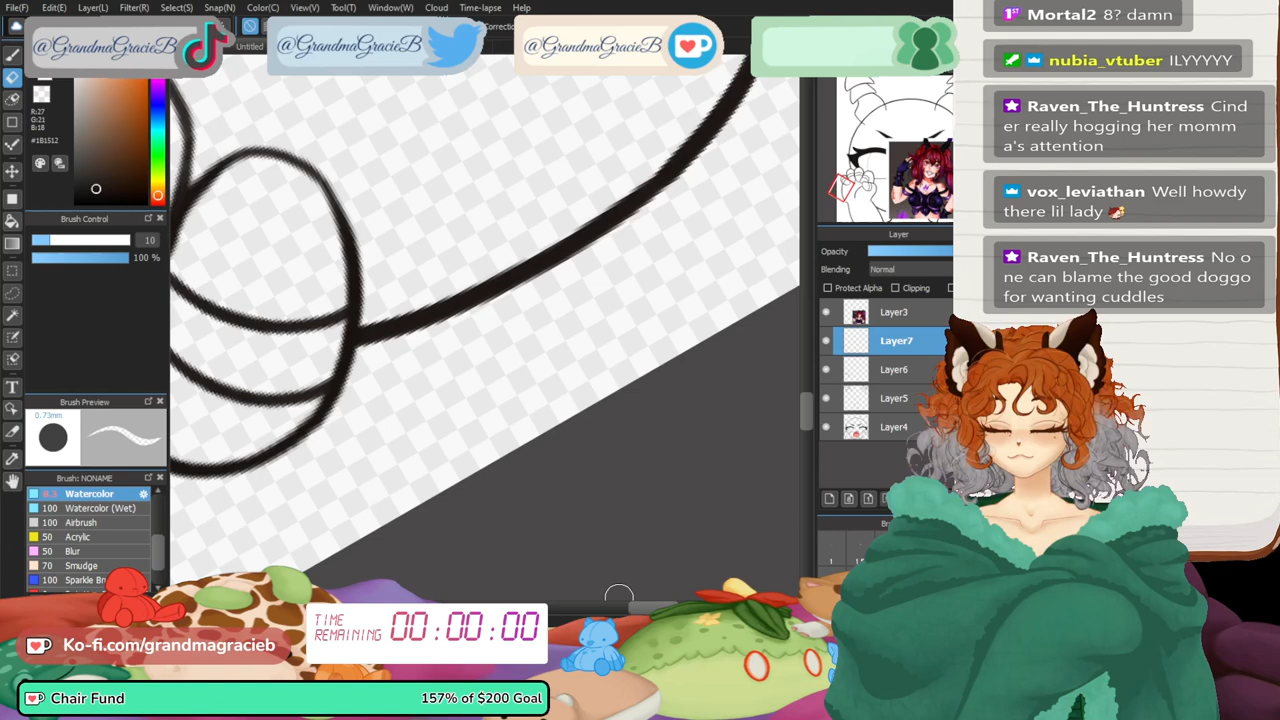 File(F) Edit(E) Layer(L) Filter(R) Select(S) Snap(N) Color(C) View(V) Tool(T) Window(W) Cloud Time-lapse Help
Correction
Untitled
@GrandmaGracieB
@GrandmaGracieB
@GrandmaGracieB
R:27
G:21
B:18
#1B1512
Brush Control
10
100 %
Brush Preview
0.73mm
Brush: NONAME
Watercolor
100 Watercolor (Wet)
100 Airbrush
50 Acrylic
50 Blur
70 Smudge
100 Sparkle Br
Layer
Opacity
Blending Normal
Protect Alpha Clipping
Layer3
Layer7
Layer6
Layer5
Layer4
Mortal2 8? damn
nubia_vtuber ILYYYYY
Raven_The_Huntress Cind
er really hogging her momm
a's attention
vox_leviathan Well howdy
there lil lady
Raven_The_Huntress No o
ne can blame the good doggo
for wanting cuddles
TIME
REMAINING 00:00:00
Ko-fi.com/grandmagracieb
Chair Fund 157% of $200 Goal